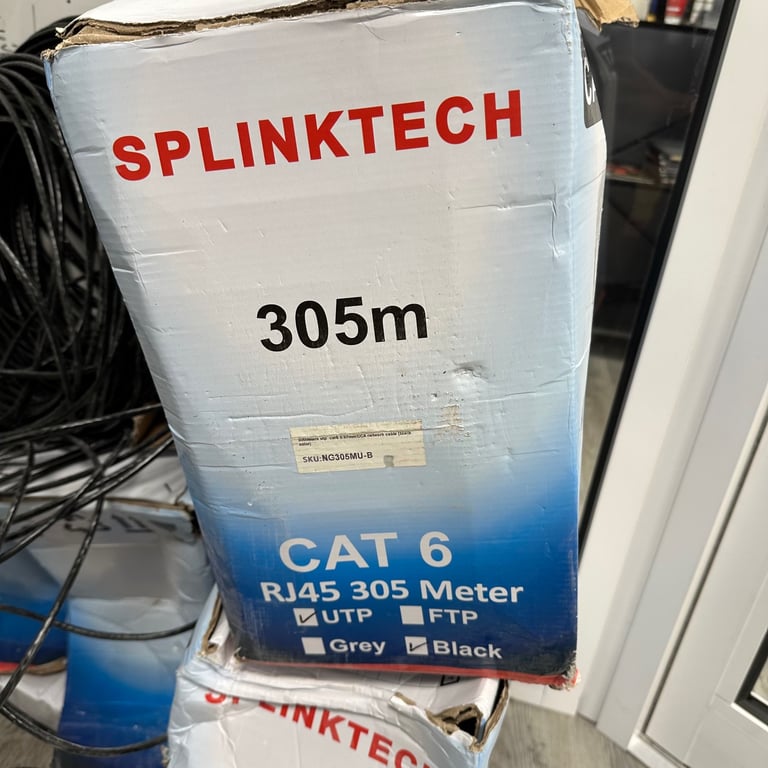 SPLINKTECH
305m
SKU:NG305MU-B
CAT 6
RJ45 305 Meter
UTP FTP
Grey Black
SPLINKTECH